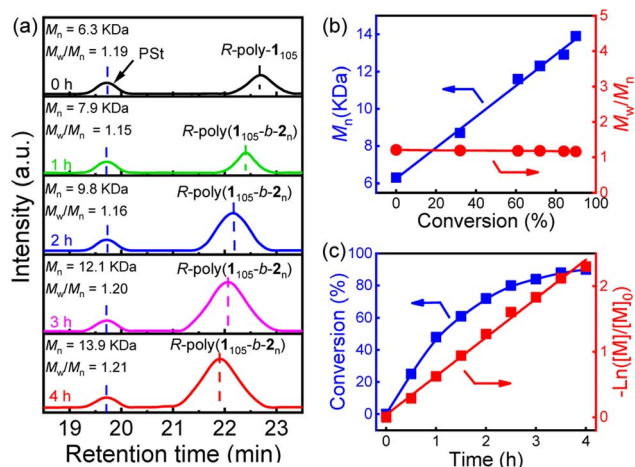 (a)
Mn = 6.3 KDa
Mw/Mn = 1.19
PSt
R-poly-1105
0 h
Mn = 7.9 KDa
Mw/Mn = 1.15
R-poly(1105-b-2n)
1 h
Mn = 9.8 KDa
Mw/Mn = 1.16
R-poly(1105-b-2n)
2 h
Mn = 12.1 KDa
Mw/Mn = 1.20
R-poly(1105-b-2n)
3 h
Mn = 13.9 KDa
Mw/Mn = 1.21
R-poly(1105-b-2n)
4 h
Intensity (a.u.)
19 20 21 22 23
Retention time (min)
(b)
Mn(KDa)
14
12
10
8
6
5
4
3
2
1
0
Mw/Mn
0 20 40 60 80 100
Conversion (%)
(c)
Conversion (%)
100
80
60
40
20
0
2
1
0
-Ln([M]/[M]0)
0 1 2 3 4
Time (h)